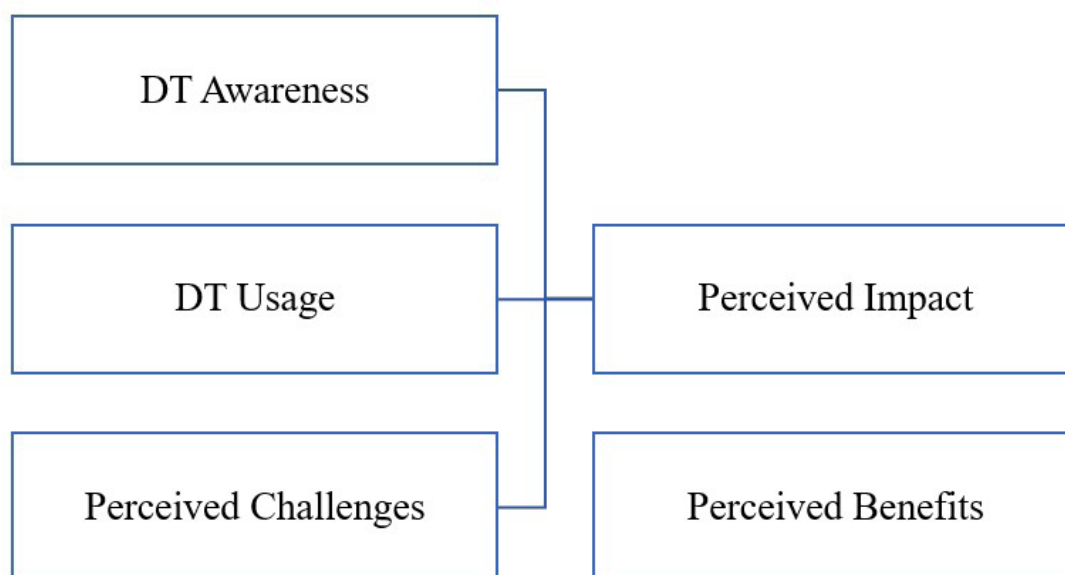 DT Awareness
DT Usage
Perceived Impact
Perceived Challenges
Perceived Benefits